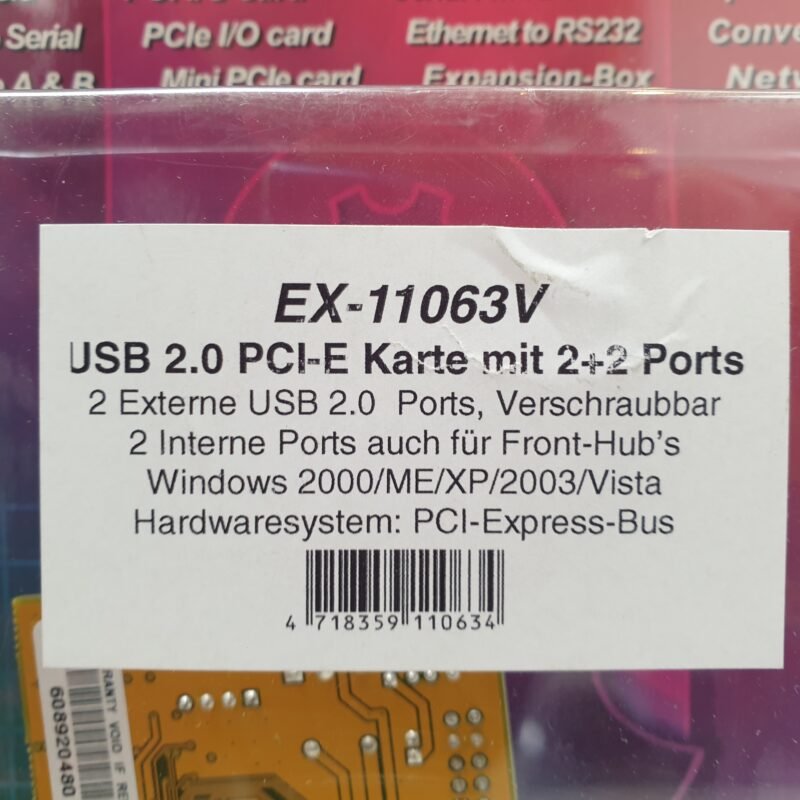 Serial PCIe I/O card Ethernet to RS232
A & B Mini PCIe card Expansion-Box
EX-11063V
USB 2.0 PCI-E Karte mit 2+2 Ports
2 Externe USB 2.0 Ports, Verschraubbar
2 Interne Ports auch für Front-Hub's
Windows 2000/ME/XP/2003/Vista
Hardwaresystem: PCI-Express-Bus
4 718359 110634
VOID IF
608920480